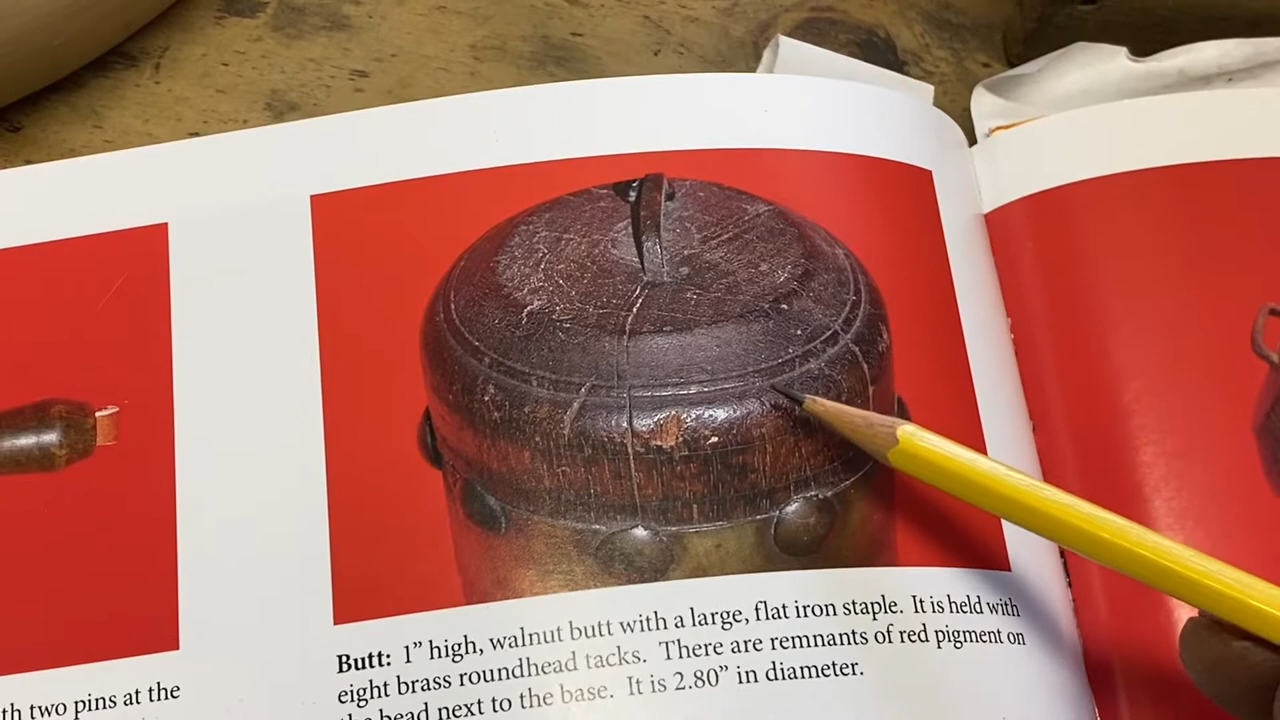 th two pins at the
Butt: 1” high, walnut butt with a large, flat iron staple. It is held with
eight brass roundhead tacks. There are remnants of red pigment on
the bead next to the base. It is 2.80” in diameter.